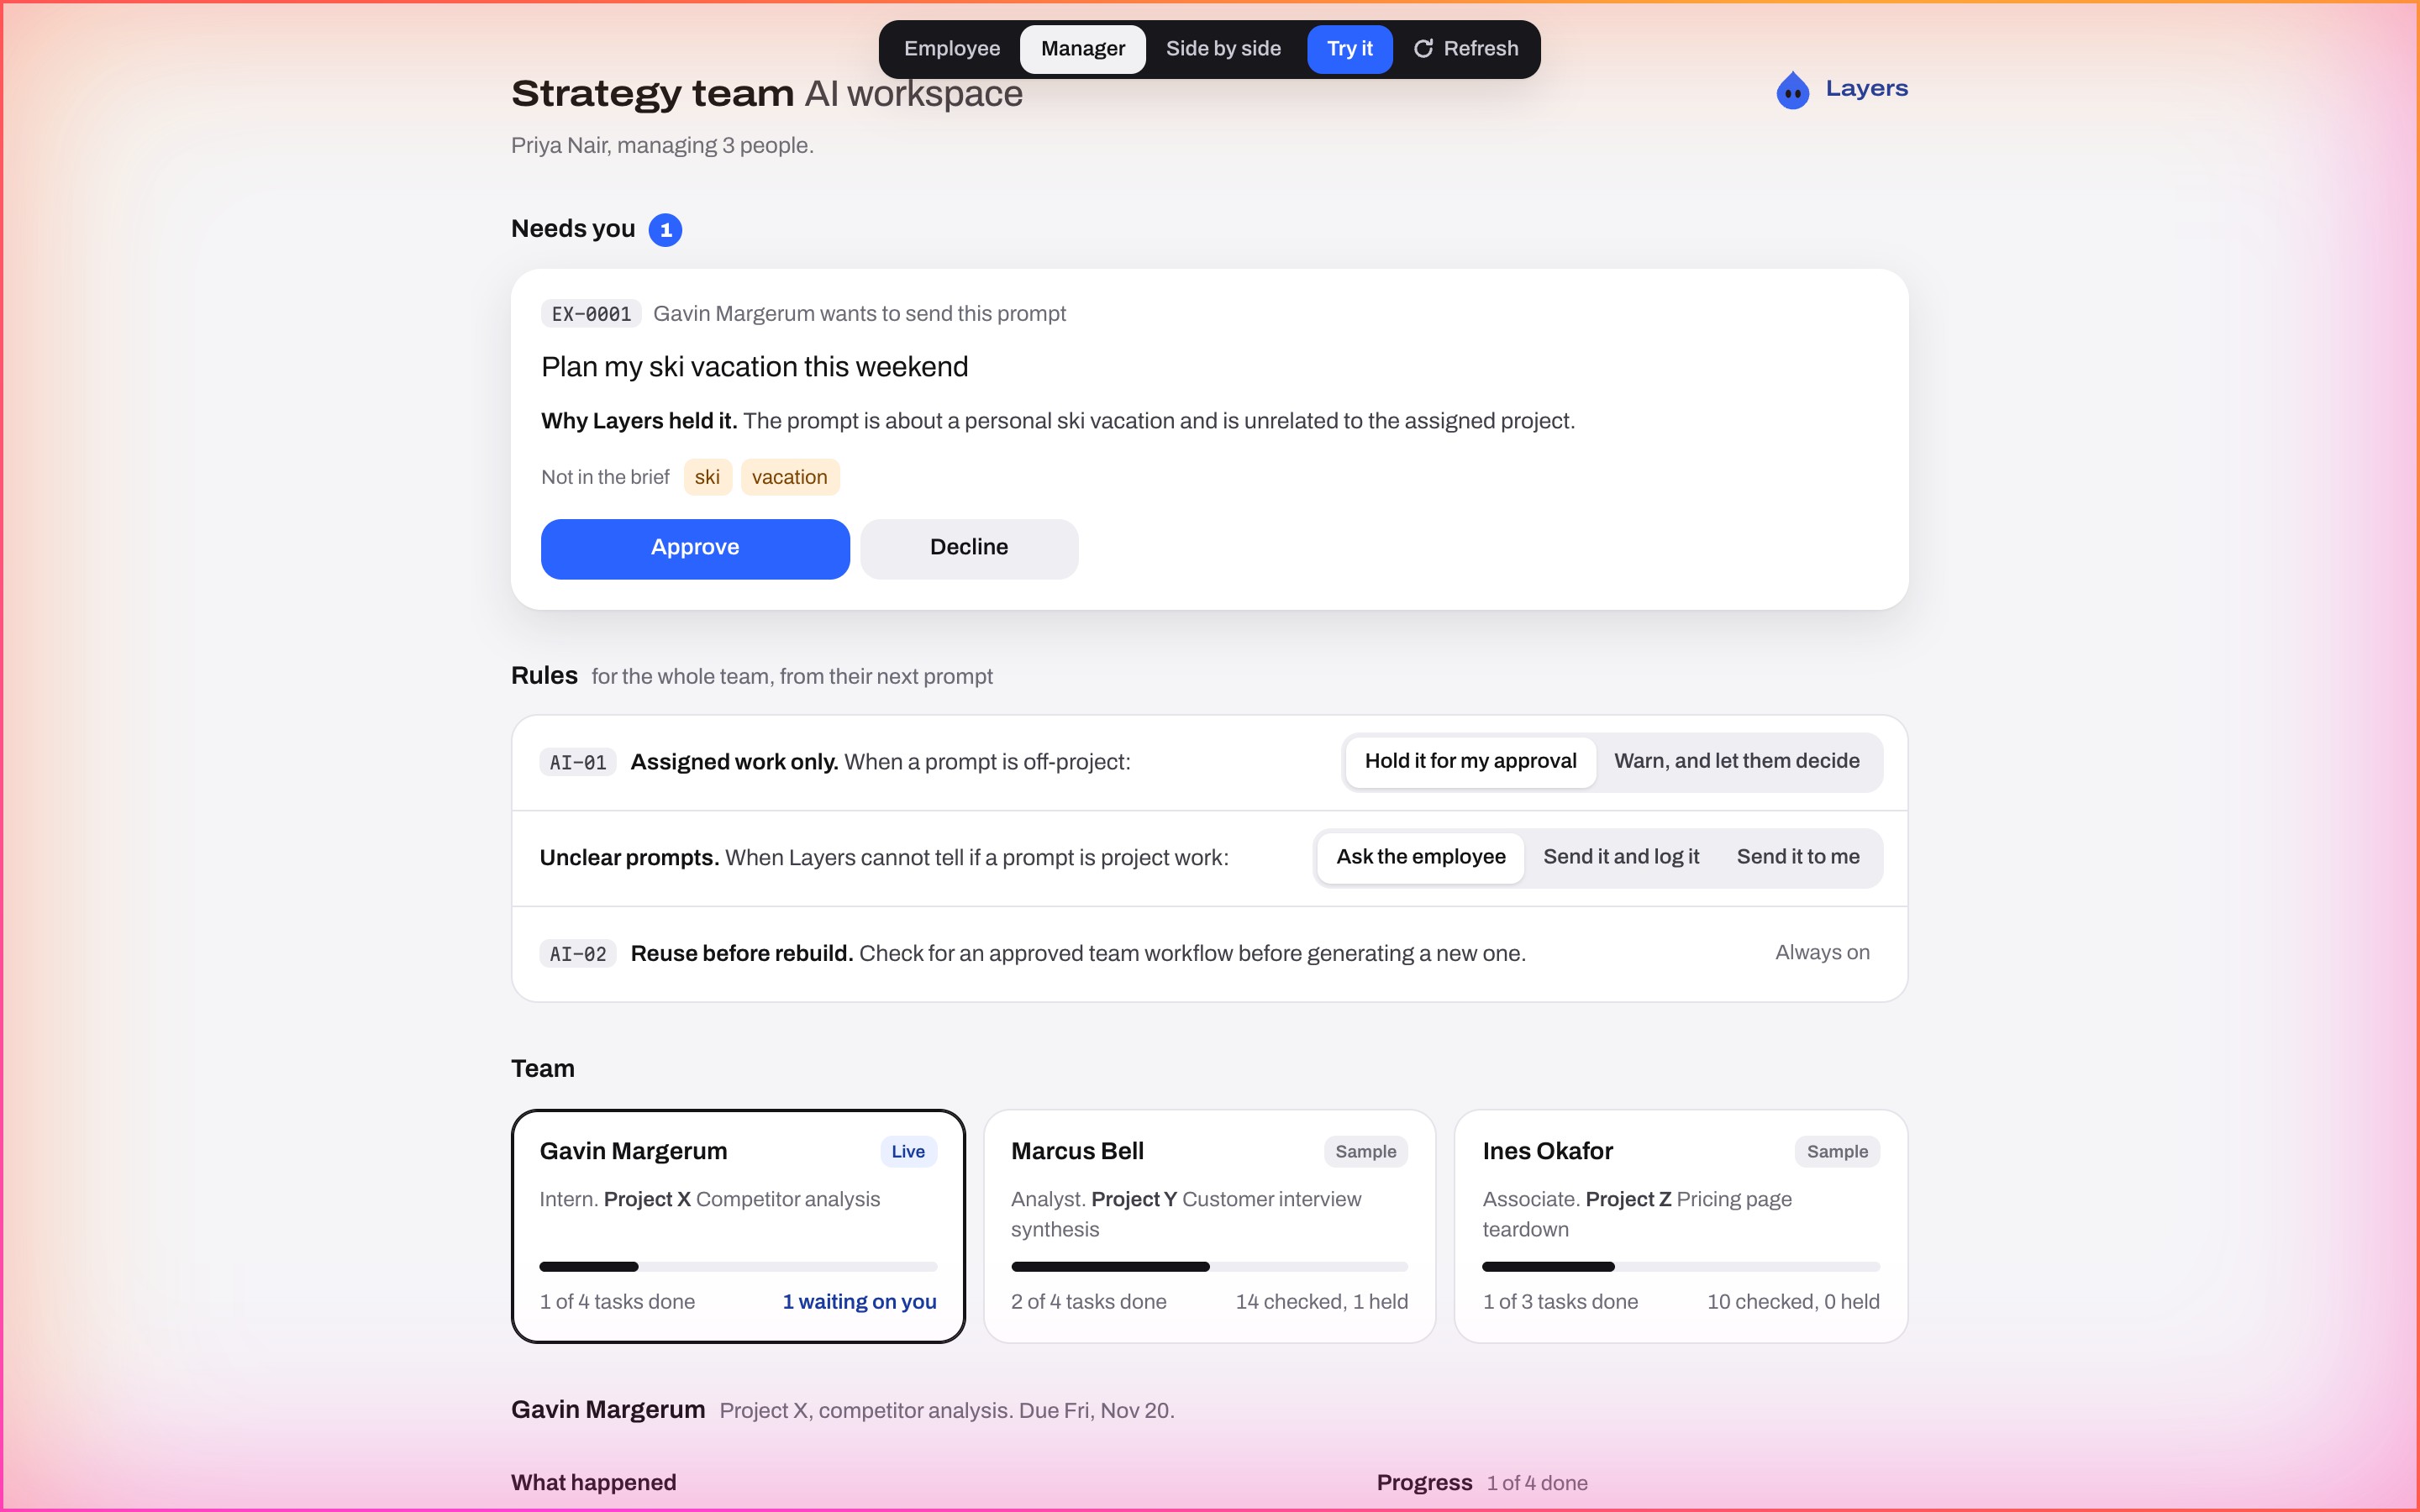 Employee Manager Side by side Try it Refresh
Strategy team AI workspace
Layers
Priya Nair, managing 3 people.
Needs you 1
EX-0001 Gavin Margerum wants to send this prompt
Plan my ski vacation this weekend
Why Layers held it. The prompt is about a personal ski vacation and is unrelated to the assigned project.
Not in the brief ski vacation
Approve Decline
Rules for the whole team, from their next prompt
AI-01 Assigned work only. When a prompt is off-project: Hold it for my approval Warn, and let them decide
Unclear prompts. When Layers cannot tell if a prompt is project work: Ask the employee Send it and log it Send it to me
AI-02 Reuse before rebuild. Check for an approved team workflow before generating a new one. Always on
Team
Gavin Margerum Live
Intern. Project X Competitor analysis
1 of 4 tasks done 1 waiting on you
Marcus Bell Sample
Analyst. Project Y Customer interview
synthesis
2 of 4 tasks done 14 checked, 1 held
Ines Okafor Sample
Associate. Project Z Pricing page
teardown
1 of 3 tasks done 10 checked, 0 held
Gavin Margerum Project X, competitor analysis. Due Fri, Nov 20.
What happened
Progress 1 of 4 done